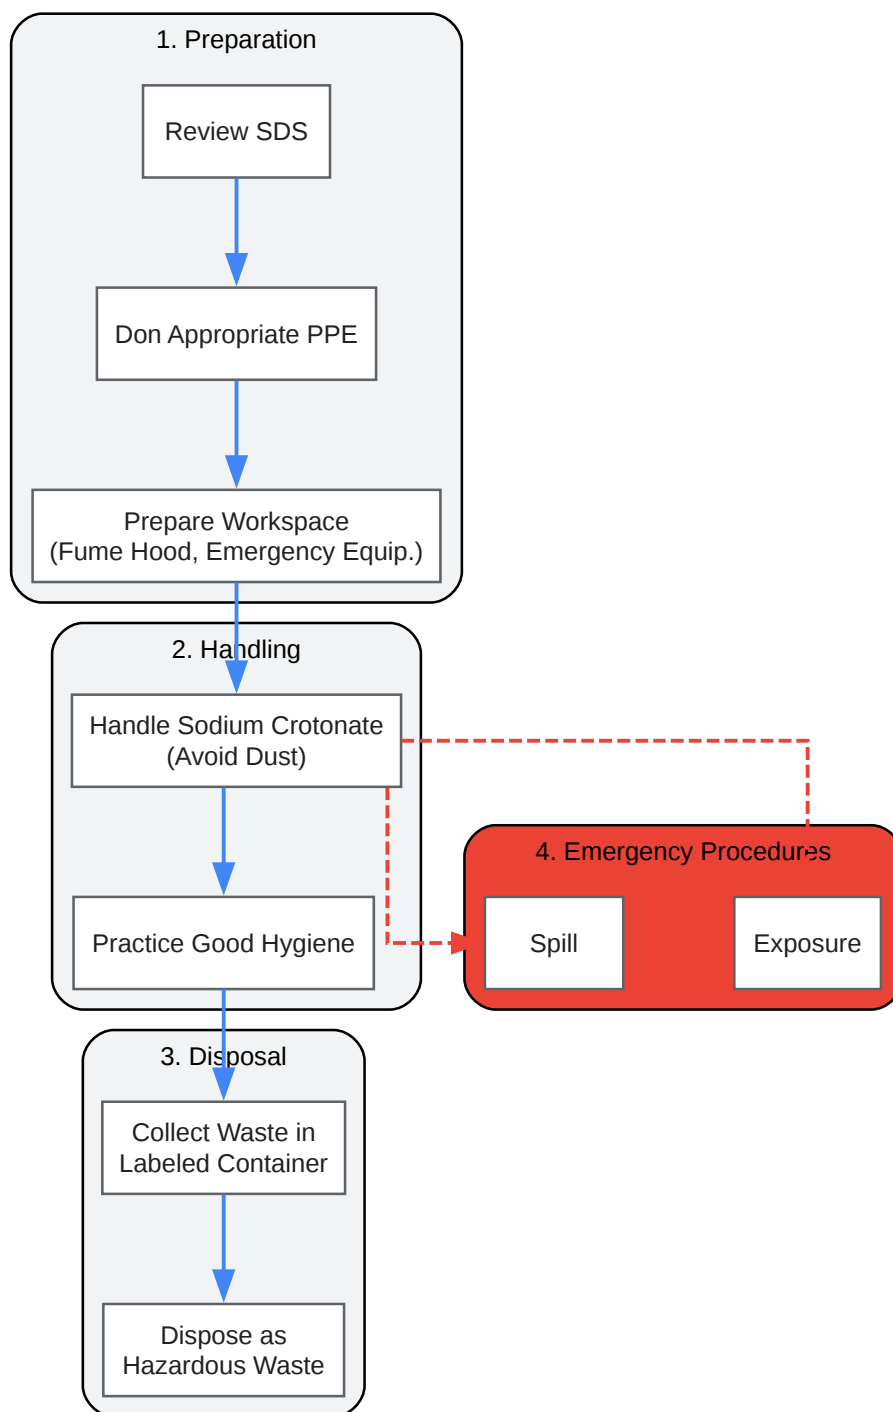 1. Preparation
Review SDS
Don Appropriate PPE
Prepare Workspace
(Fume Hood, Emergency Equip.)
2. Handling
Handle Sodium Crotonate
(Avoid Dust)
Practice Good Hygiene
4. Emergency Procedures
Spill
Exposure
3. Disposal
Collect Waste in
Labeled Container
Dispose as
Hazardous Waste